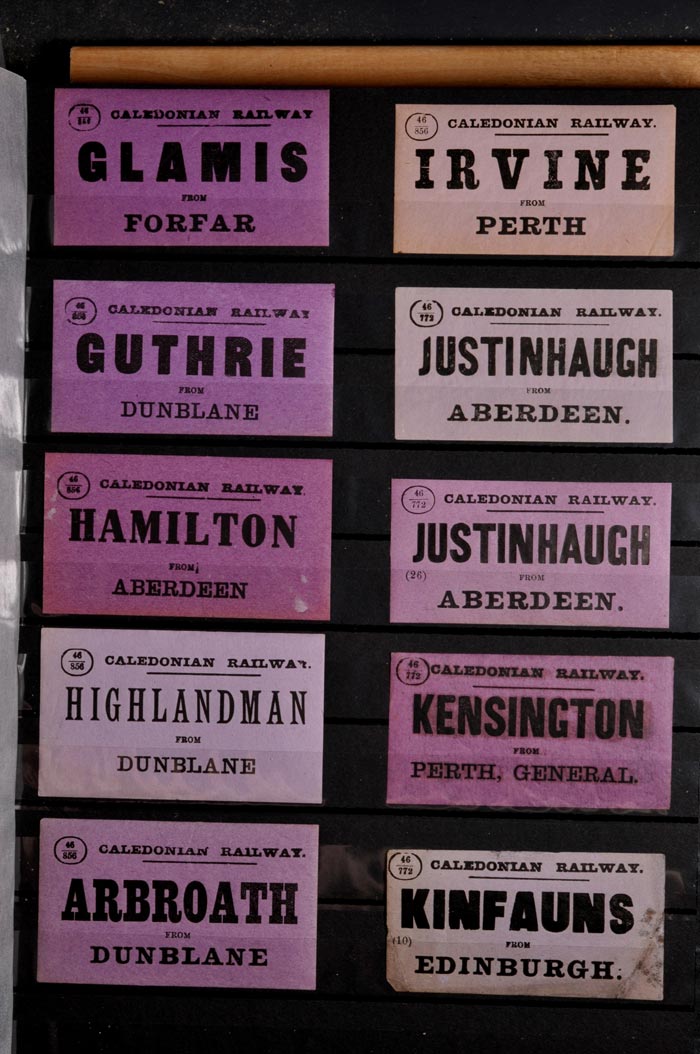 46
857
CALEDONIAN RAILWAY
GLAMIS
FROM
FORFAR
46
856
CALEDONIAN RAILWAY
GUTHRIE
FROM
DUNBLANE
46
856
CALEDONIAN RAILWAY.
HAMILTON
FROM
ABERDEEN
46
856
CALEDONIAN RAILWAY.
HIGHLANDMAN
FROM
DUNBLANE
46
856
CALEDONIAN RAILWAY.
ARBROATH
FROM
DUNBLANE
46
856
CALEDONIAN RAILWAY.
IRVINE
FROM
PERTH
46
772
CALEDONIAN RAILWAY.
JUSTINHAUGH
FROM
ABERDEEN.
46
772
CALEDONIAN RAILWAY.
JUSTINHAUGH
(26) FROM
ABERDEEN.
46
772
CALEDONIAN RAILWAY.
KENSINGTON
FROM
PERTH, GENERAL.
46
772
CALEDONIAN RAILWAY.
KINFAUNS
(10) FROM
EDINBURGH.